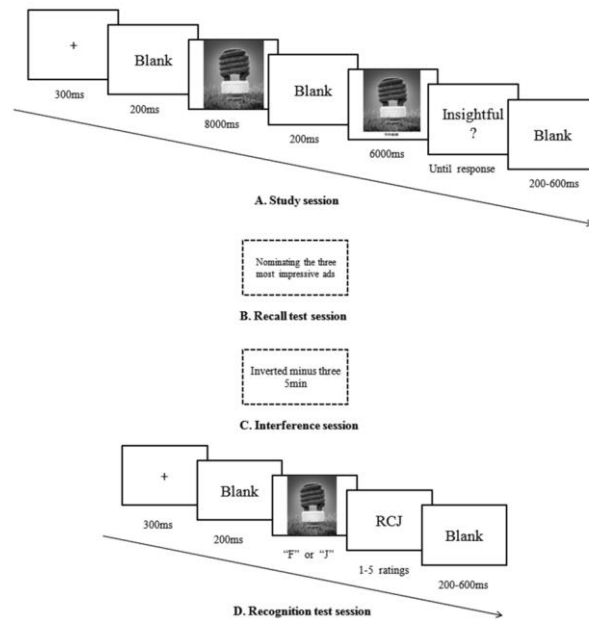 +
Blank
Blank
Insightful
?
Blank
300ms
200ms
8000ms
200ms
6000ms
Until response
200-600ms
A. Study session
Nominating the three
most impressive ads
B. Recall test session
Inverted minus three
5min
C. Interference session
+
Blank
RCJ
Blank
300ms
200ms
“F” or “J”
1-5 ratings
200-600ms
D. Recognition test session